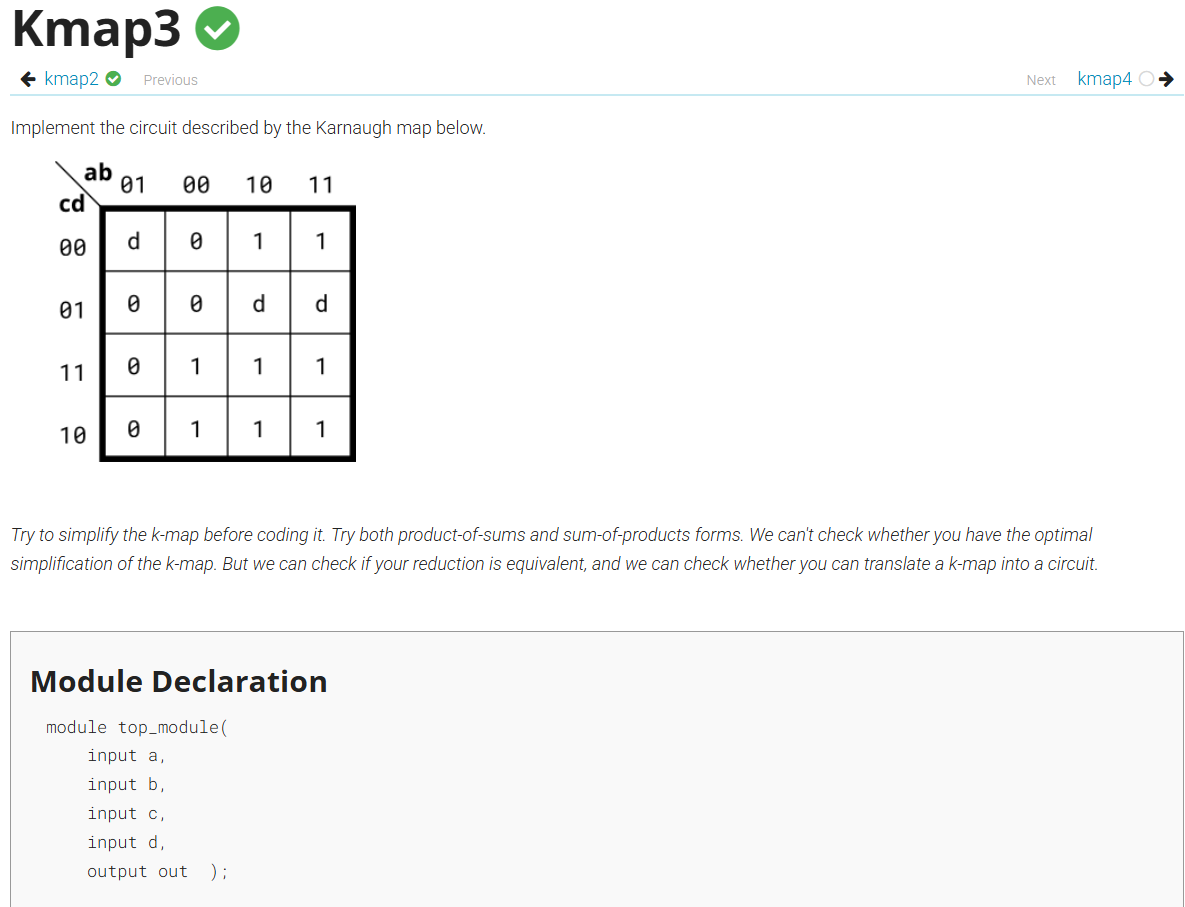 Kmap3
kmap2 Previous Next kmap4
Implement the circuit described by the Karnaugh map below.
ab 01 00 10 11
cd
00 d 0 1 1
01 0 0 d d
11 0 1 1 1
10 0 1 1 1
Try to simplify the k-map before coding it. Try both product-of-sums and sum-of-products forms. We can't check whether you have the optimal
simplification of the k-map. But we can check if your reduction is equivalent, and we can check whether you can translate a k-map into a circuit.
Module Declaration
module top_module(
input a,
input b,
input c,
input d,
output out );